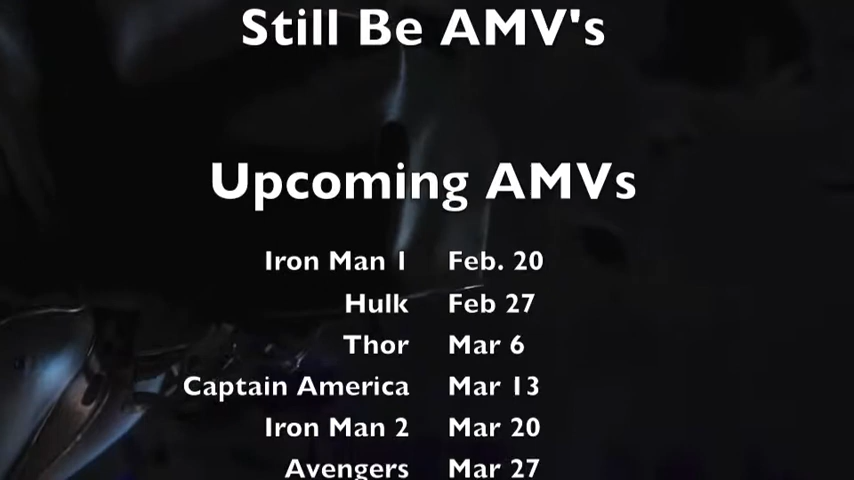 Still Be AMV's
Upcoming AMVs
Iron Man 1 Feb. 20
Hulk Feb 27
Thor Mar 6
Captain America Mar 13
Iron Man 2 Mar 20
Avengers Mar 27